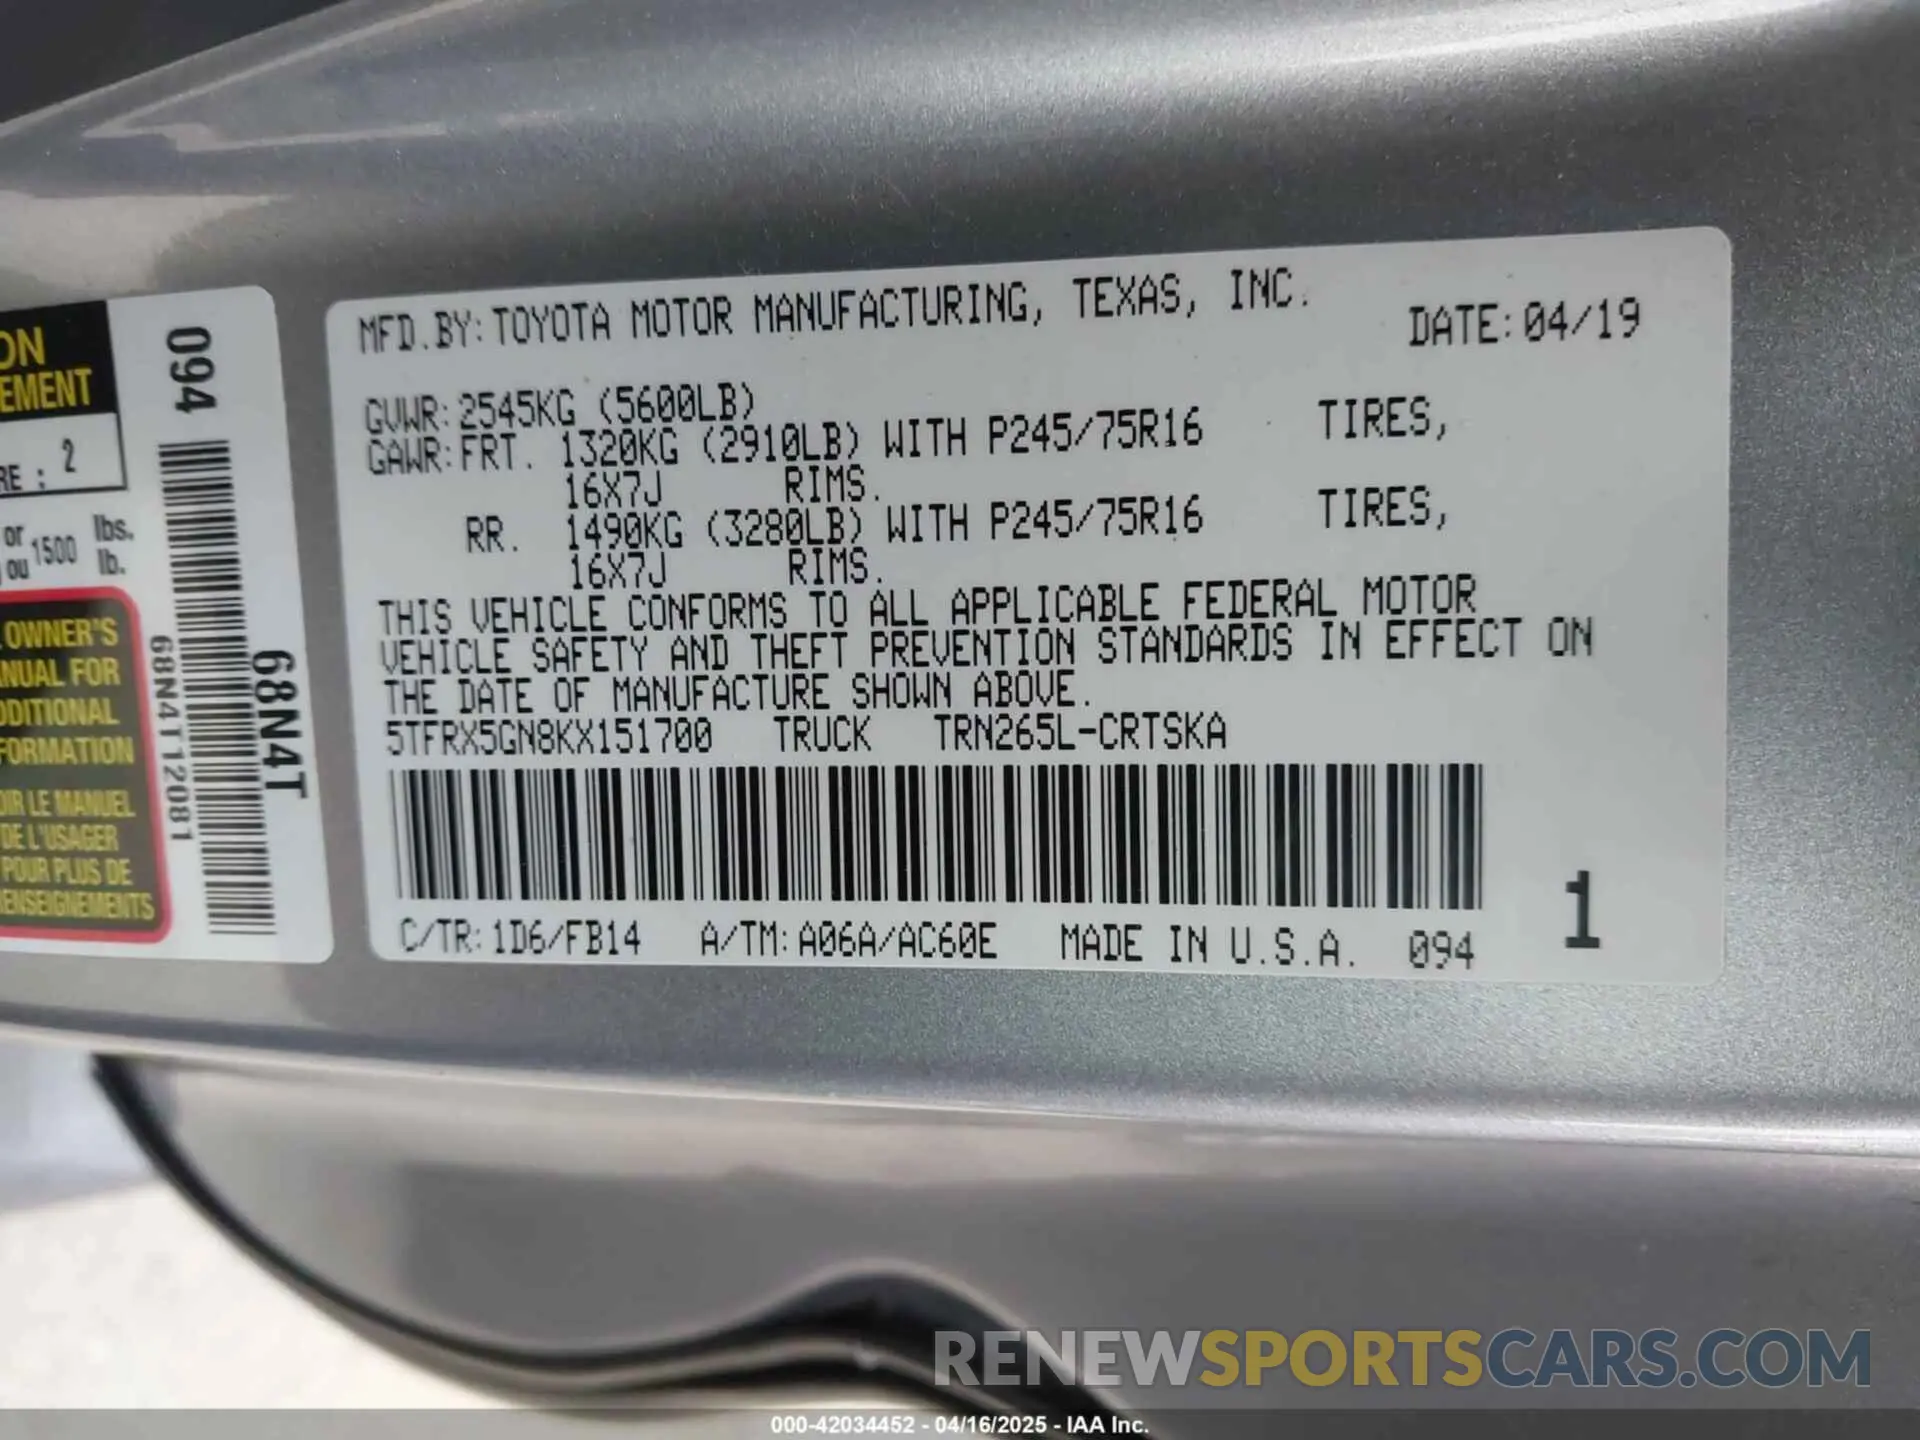 ON
EMENT
RE : 2
or
ou 1500 lbs.
lb.
OWNER'S
ANUAL FOR
DDITIONAL
FORMATION
OIR LE MANUEL
DE L'USAGER
POUR PLUS DE
RENSEIGNEMENTS
094
68N4T120881
68N4T
MFD.BY:TOYOTA MOTOR MANUFACTURING, TEXAS, INC. DATE:04/19
GVWR:2545KG (5600LB)
GAWR:FRT. 1320KG (2910LB) WITH P245/75R16 TIRES,
16X7J RIMS.
RR. 1490KG (3280LB) WITH P245/75R16 TIRES,
16X7J RIMS.
THIS VEHICLE CONFORMS TO ALL APPLICABLE FEDERAL MOTOR
VEHICLE SAFETY AND THEFT PREVENTION STANDARDS IN EFFECT ON
THE DATE OF MANUFACTURE SHOWN ABOVE.
5TFRX5GN8KX151700 TRUCK TRN265L-CRTSKA
C/TR:1D6/FB14 A/TM:A06A/AC60E MADE IN U.S.A. 094
1
RENEWSPORTSCARS.COM
000-42034452 - 04/16/2025 - IAA Inc.